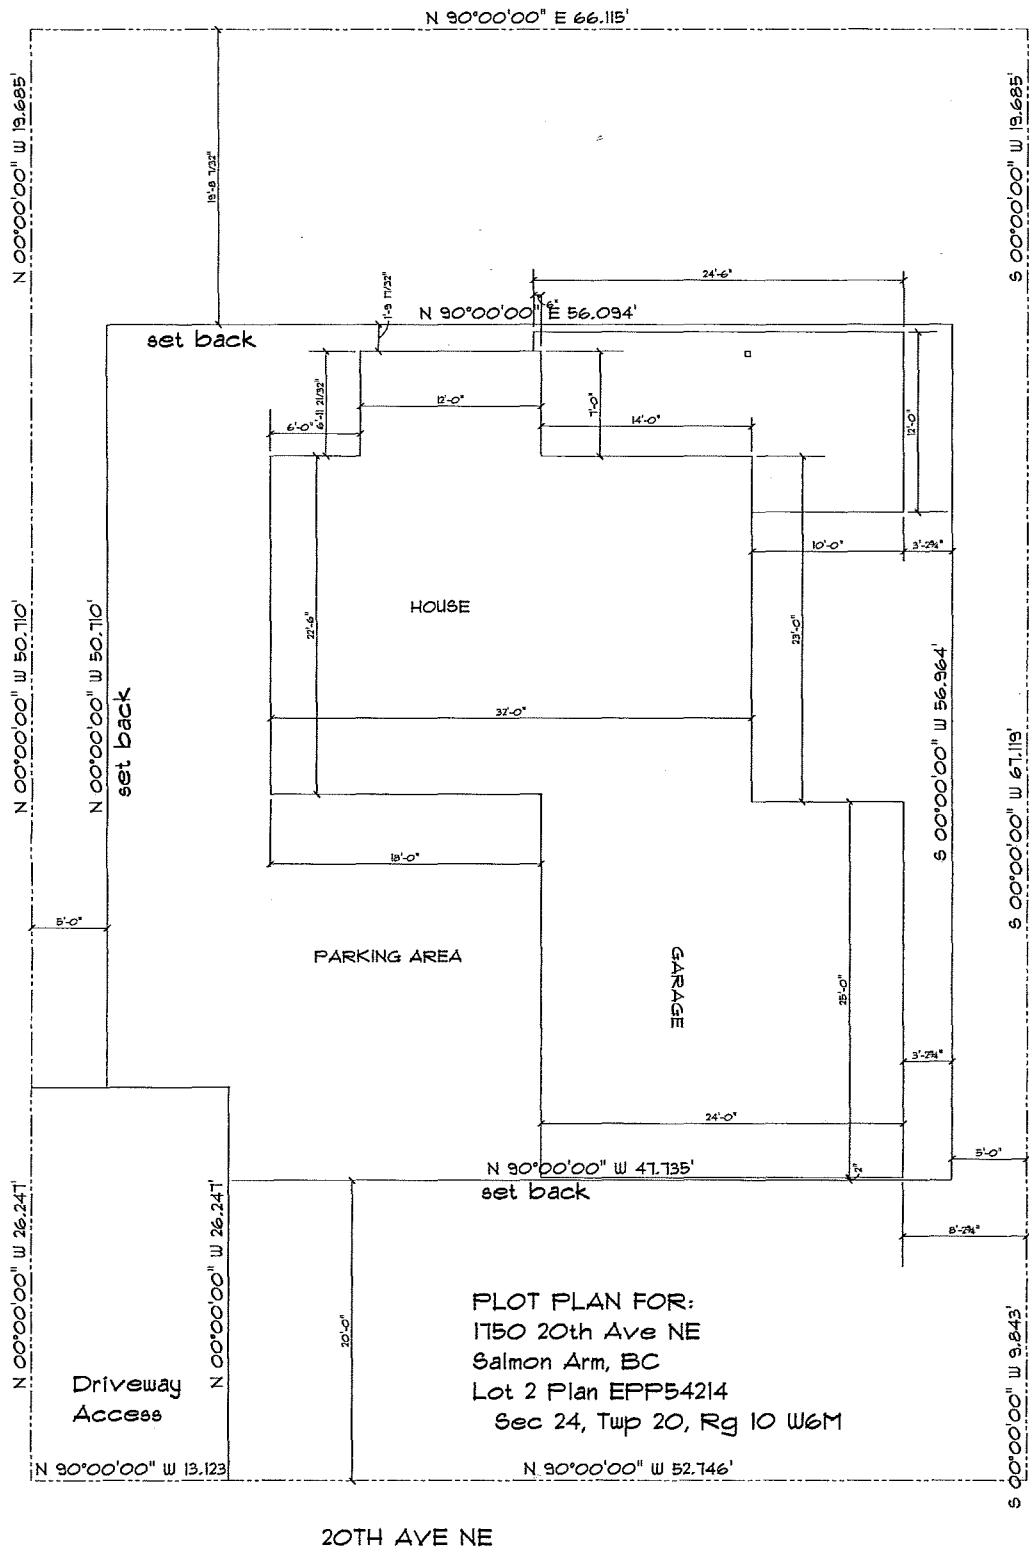 N 90°00'00" E 66.115'
N 00°00'00" W 19.685'
S 00°00'00" W 19.685'
19'-8 7/32"
24'-6"
6"
1'-9 17/32"
N 90°00'00" E 56.094'
set back
6'-11 21/32"
12'-0"
7'-0"
14'-0"
6'-0"
12'-0"
10'-0"
3'-2¾"
HOUSE
22'-6"
23'-0"
N 00°00'00" W 50.710'
N 00°00'00" W 50.710'
set back
32'-0"
S 00°00'00" W 56.964'
S 00°00'00" W 67.119'
18'-0"
5'-0"
PARKING AREA
GARAGE
25'-0"
3'-2¾"
24'-0"
5'-0"
N 90°00'00" W 47.735'
2"
set back
8'-2¾"
N 00°00'00" W 26.247'
N 00°00'00" W 26.247'
20'-0"
PLOT PLAN FOR:
1750 20th Ave NE
Salmon Arm, BC
Lot 2 Plan EPP54214
Sec 24, Twp 20, Rg 10 W6M
Driveway
Access
S 00°00'00" W 9.843'
N 90°00'00" W 13.123
N 90°00'00" W 52.746'
20TH AVE NE